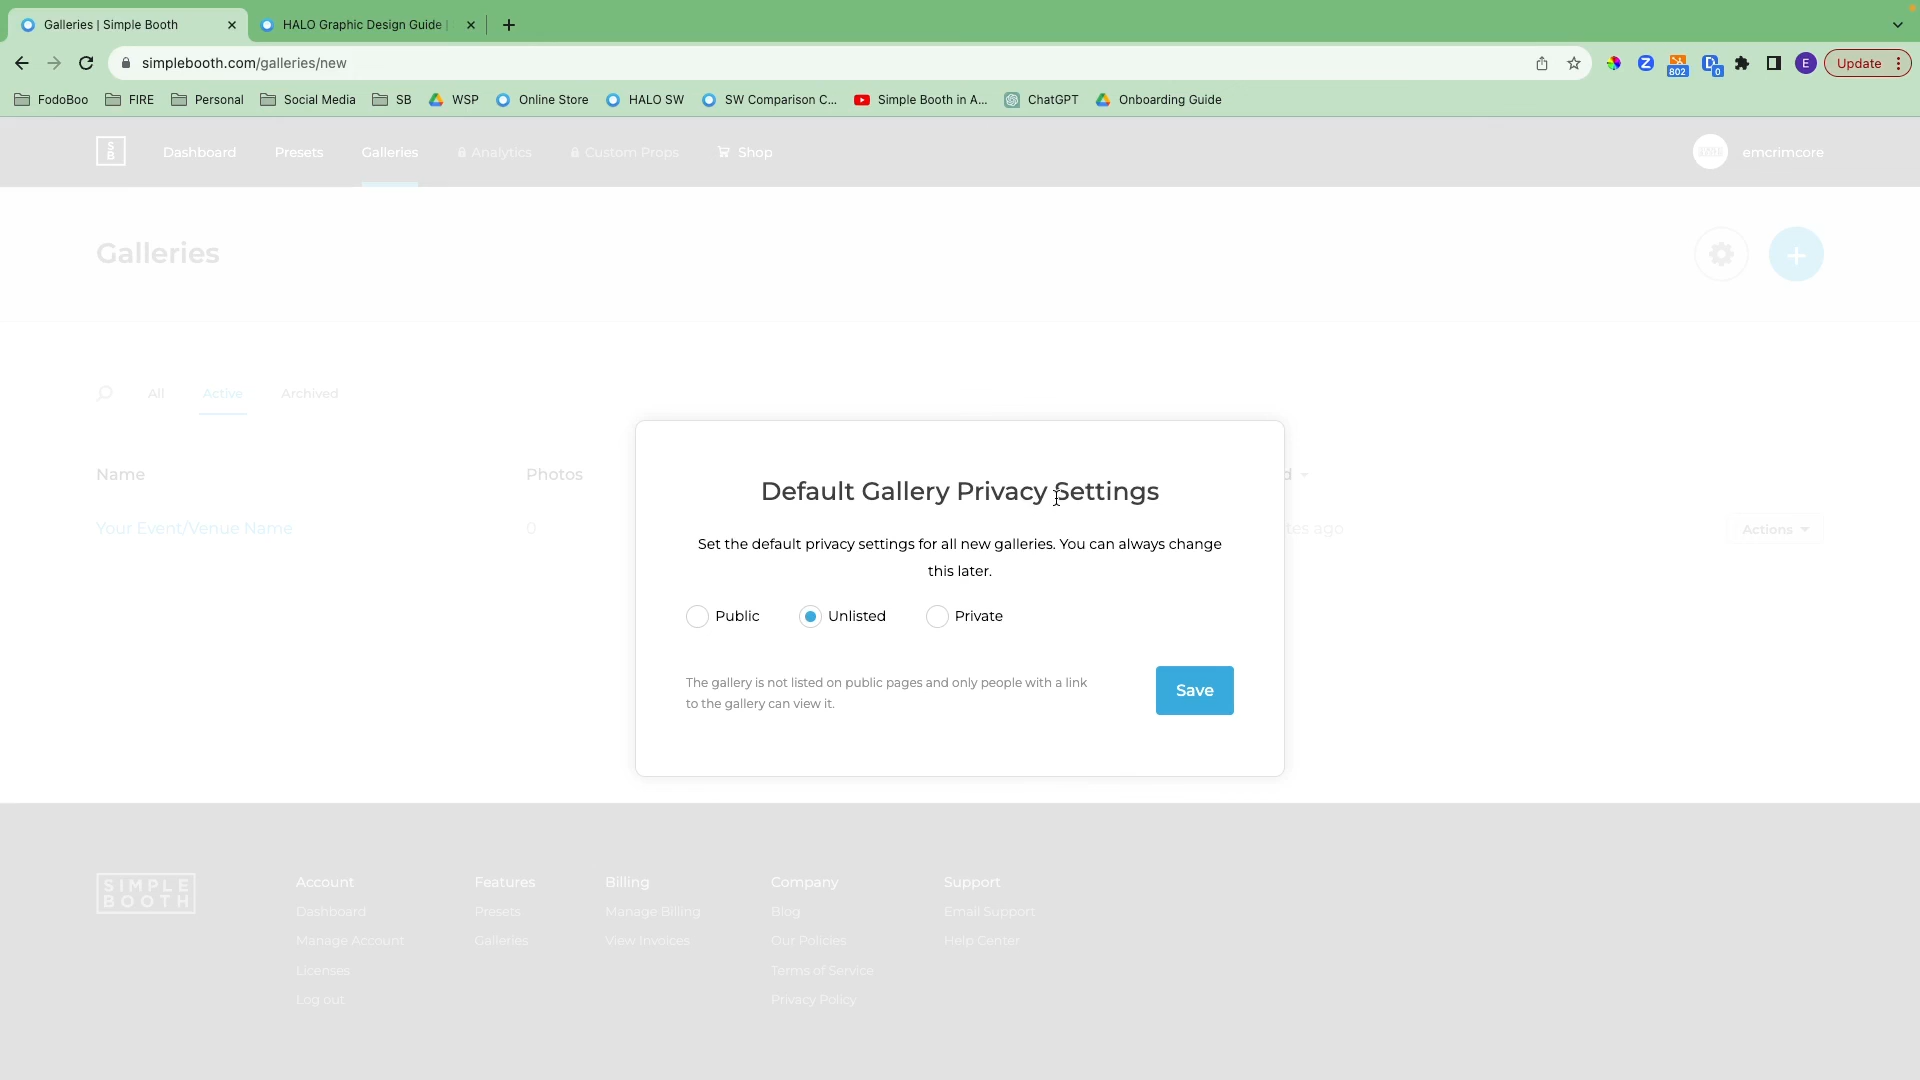 Galleries | Simple Booth
HALO Graphic Design Guide |
simplebooth.com/galleries/new
Z
802
0
E
Update
FodoBoo
FIRE
Personal
Social Media
SB
WSP
Online Store
HALO SW
SW Comparison C...
Simple Booth in A...
ChatGPT
Onboarding Guide
S
B
Dashboard
Presets
Galleries
Analytics
Custom Props
Shop
emcrimcore
Galleries
All
Active
Archived
Name
Photos
d
Your Event/Venue Name
0
tes ago
Actions
Default Gallery Privacy Settings
Set the default privacy settings for all new galleries. You can always change
this later.
Public
Unlisted
Private
The gallery is not listed on public pages and only people with a link
to the gallery can view it.
Save
SIMPLE
BOOTH
Account
Dashboard
Manage Account
Licenses
Log out
Features
Presets
Galleries
Billing
Manage Billing
View Invoices
Company
Blog
Our Policies
Terms of Service
Privacy Policy
Support
Email Support
Help Center